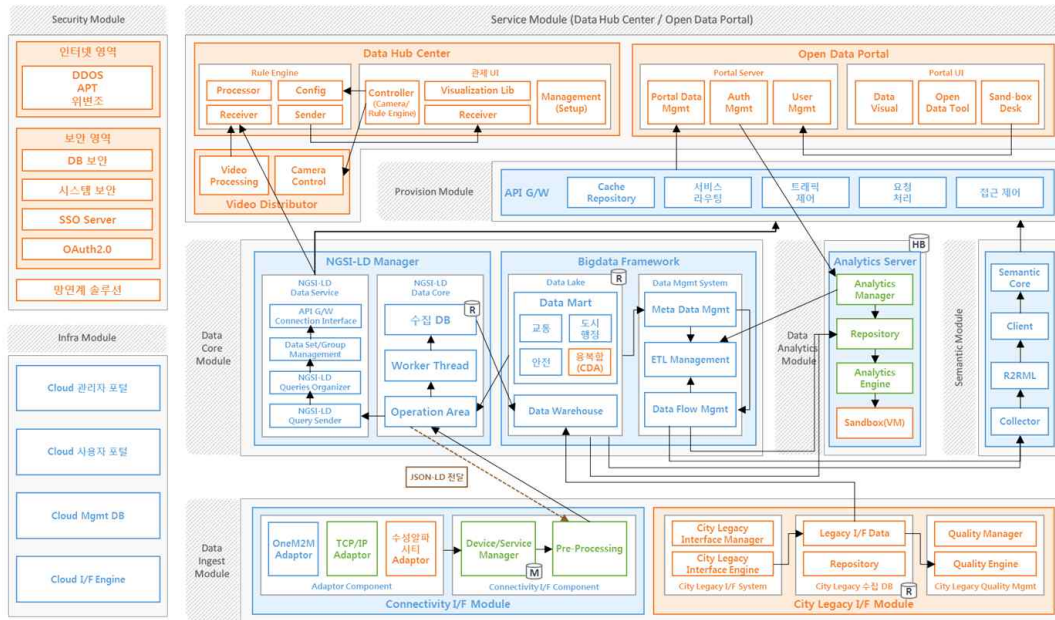 Security Module
인터넷 영역
DDOS
APT
위변조
보안 영역
DB 보안
시스템 보안
SSO Server
OAuth2.0
망연계 솔루션
Infra Module
Cloud 관리자 포털
Cloud 사용자 포털
Cloud Mgmt DB
Cloud I/F Engine
Service Module (Data Hub Center / Open Data Portal)
Data Hub Center
Rule Engine
Processor
Config
Receiver
Sender
관제 UI
Controller
(Camera/
Rule Engine)
Visualization Lib
Receiver
Management
(Setup)
Video
Processing
Camera
Control
Video Distributor
Open Data Portal
Portal Server
Portal Data
Mgmt
Auth
Mgmt
User
Mgmt
Portal UI
Data
Visual
Open
Data Tool
Sand-box
Desk
Provision Module
API G/W
Cache
Repository
서비스
라우팅
트래픽
제어
요청
처리
접근 제어
Data
Core
Module
NGSI-LD Manager
NGSI-LD
Data Service
API G/W
Connection Interface
Data Set/Group
Management
NGSI-LD
Queries Organizer
NGSI-LD
Query Sender
NGSI-LD
Data Core
R
수집 DB
Worker Thread
Operation Area
Bigdata Framework
Data Lake
R
Data Mart
교통
도시
행정
안전
융복합
(CDA)
Data Warehouse
Data Mgmt System
Meta Data Mgmt
ETL Management
Data Flow Mgmt
Data
Analytics
Module
HB
Analytics Server
Analytics
Manager
Repository
Analytics
Engine
Sandbox(VM)
Semantic Module
Semantic
Core
Client
R2RML
Collector
JSON-LD 전달
Data
Ingest
Module
OneM2M
Adaptor
TCP/IP
Adaptor
수성알파
시티
Adaptor
Adaptor Component
Device/Service
Manager
M
Pre-Processing
Connectivity I/F Component
Connectivity I/F Module
City Legacy
Interface Manager
City Legacy
Interface Engine
City Legacy I/F System
Legacy I/F Data
Repository
City Legacy 수집 DB
R
Quality Manager
Quality Engine
City Legacy Quality Mgmt
City Legacy I/F Module